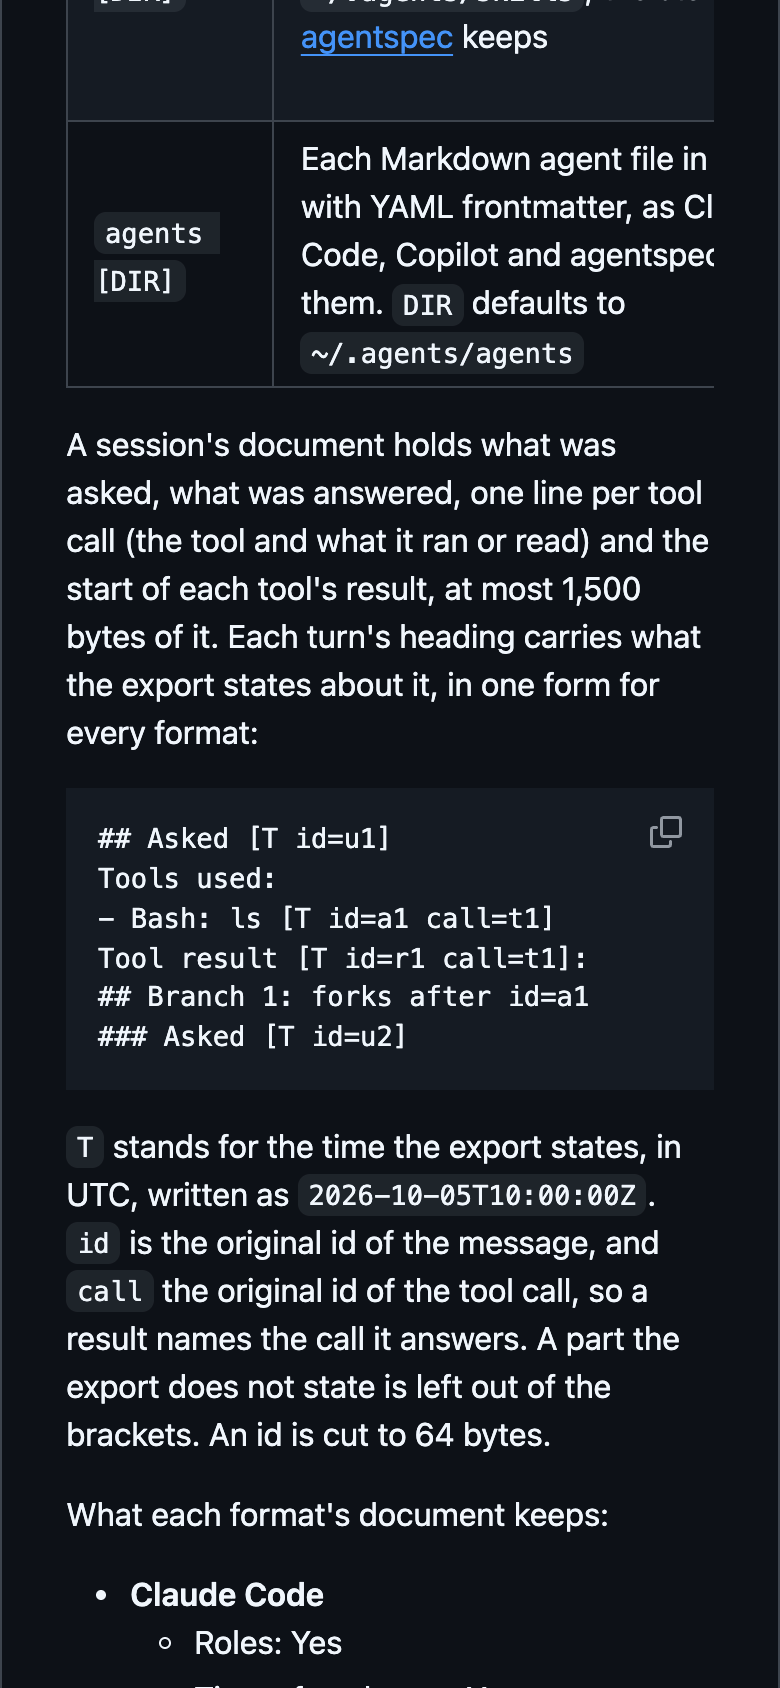 agentspec keeps
agents
[DIR]
Each Markdown agent file in
with YAML frontmatter, as Cl
Code, Copilot and agentspec
them. DIR defaults to
~/.agents/agents
A session's document holds what was
asked, what was answered, one line per tool
call (the tool and what it ran or read) and the
start of each tool's result, at most 1,500
bytes of it. Each turn's heading carries what
the export states about it, in one form for
every format:
## Asked [T id=u1]
Tools used:
- Bash: ls [T id=a1 call=t1]
Tool result [T id=r1 call=t1]:
## Branch 1: forks after id=a1
### Asked [T id=u2]
T stands for the time the export states, in
UTC, written as 2026-10-05T10:00:00Z.
id is the original id of the message, and
call the original id of the tool call, so a
result names the call it answers. A part the
export does not state is left out of the
brackets. An id is cut to 64 bytes.
What each format's document keeps:
• Claude Code
◦ Roles: Yes